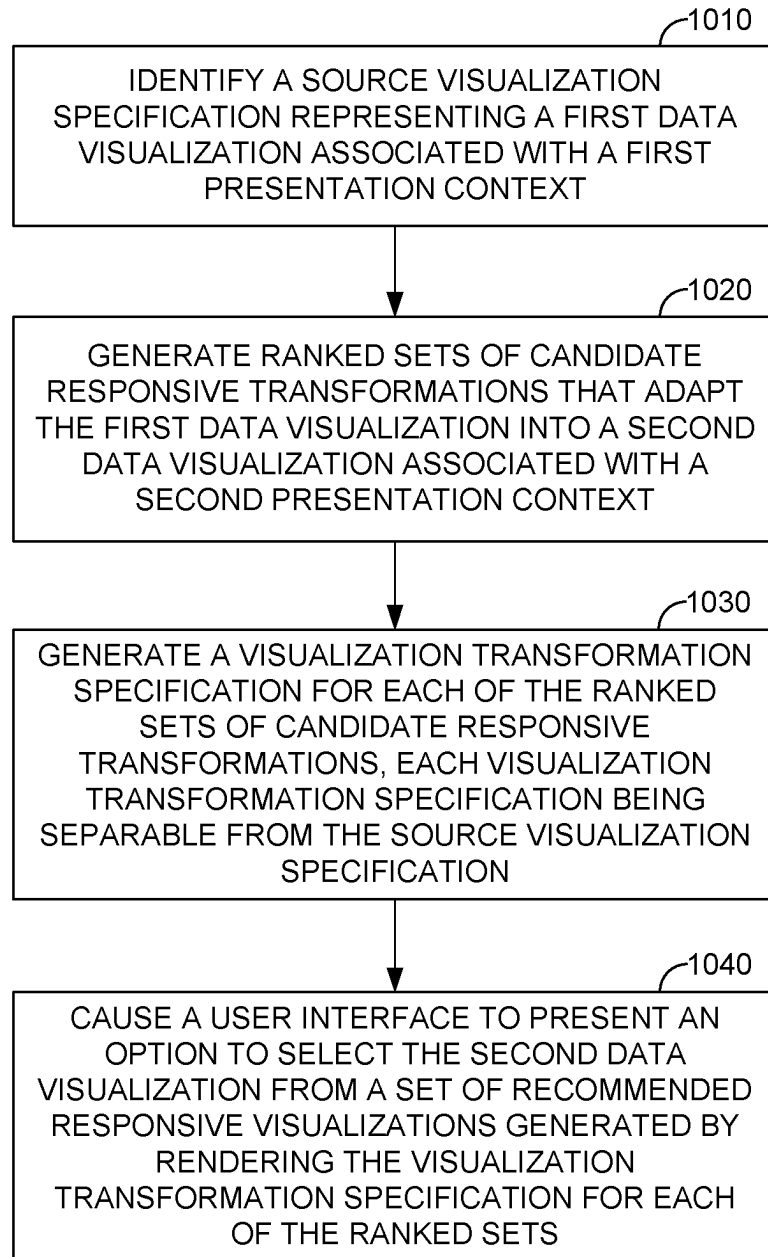 1010
IDENTIFY A SOURCE VISUALIZATION
SPECIFICATION REPRESENTING A FIRST DATA
VISUALIZATION ASSOCIATED WITH A FIRST
PRESENTATION CONTEXT
1020
GENERATE RANKED SETS OF CANDIDATE
RESPONSIVE TRANSFORMATIONS THAT ADAPT
THE FIRST DATA VISUALIZATION INTO A SECOND
DATA VISUALIZATION ASSOCIATED WITH A
SECOND PRESENTATION CONTEXT
1030
GENERATE A VISUALIZATION TRANSFORMATION
SPECIFICATION FOR EACH OF THE RANKED
SETS OF CANDIDATE RESPONSIVE
TRANSFORMATIONS, EACH VISUALIZATION
TRANSFORMATION SPECIFICATION BEING
SEPARABLE FROM THE SOURCE VISUALIZATION
SPECIFICATION
1040
CAUSE A USER INTERFACE TO PRESENT AN
OPTION TO SELECT THE SECOND DATA
VISUALIZATION FROM A SET OF RECOMMENDED
RESPONSIVE VISUALIZATIONS GENERATED BY
RENDERING THE VISUALIZATION
TRANSFORMATION SPECIFICATION FOR EACH
OF THE RANKED SETS